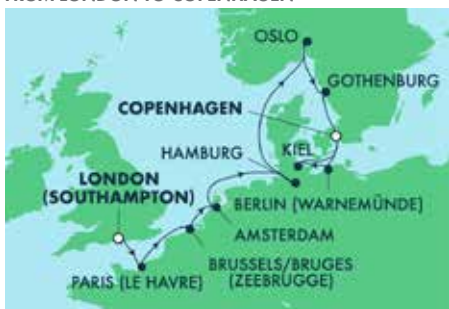 FROM LONDON TO COPENHAGEN
OSLO
GOTHENBURG
COPENHAGEN
KIEL
HAMBURG
LONDON
(SOUTHAMPTON)
BERLIN (WARNEMÜNDE)
AMSTERDAM
PARIS (LE HAVRE)
BRUSSELS/BRUGES
(ZEEBRUGGE)